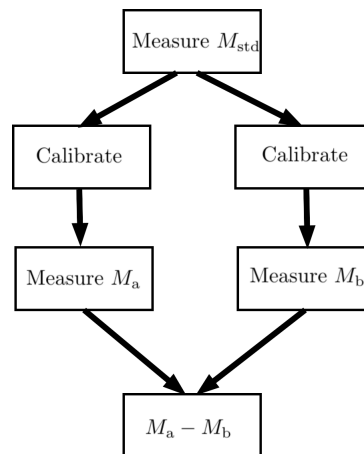 Measure M_std
Calibrate
Calibrate
Measure M_a
Measure M_b
M_a − M_b